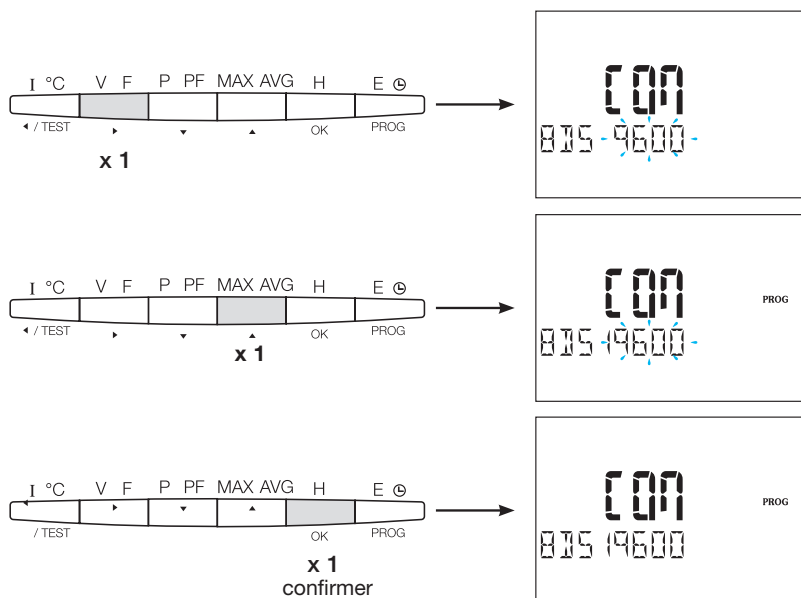 I °C V F P PF MAX AVG H E
◂ / TEST ▸ ▾ ▴ OK PROG
x 1
COM
BDS 9600
I °C V F P PF MAX AVG H E
◂ / TEST ▸ ▾ ▴ OK PROG
x 1
COM
PROG
BDS 19600
I °C V F P PF MAX AVG H E
◂ ▸ ▾ ▴
/ TEST OK PROG
x 1
confirmer
COM
PROG
BDS 19600